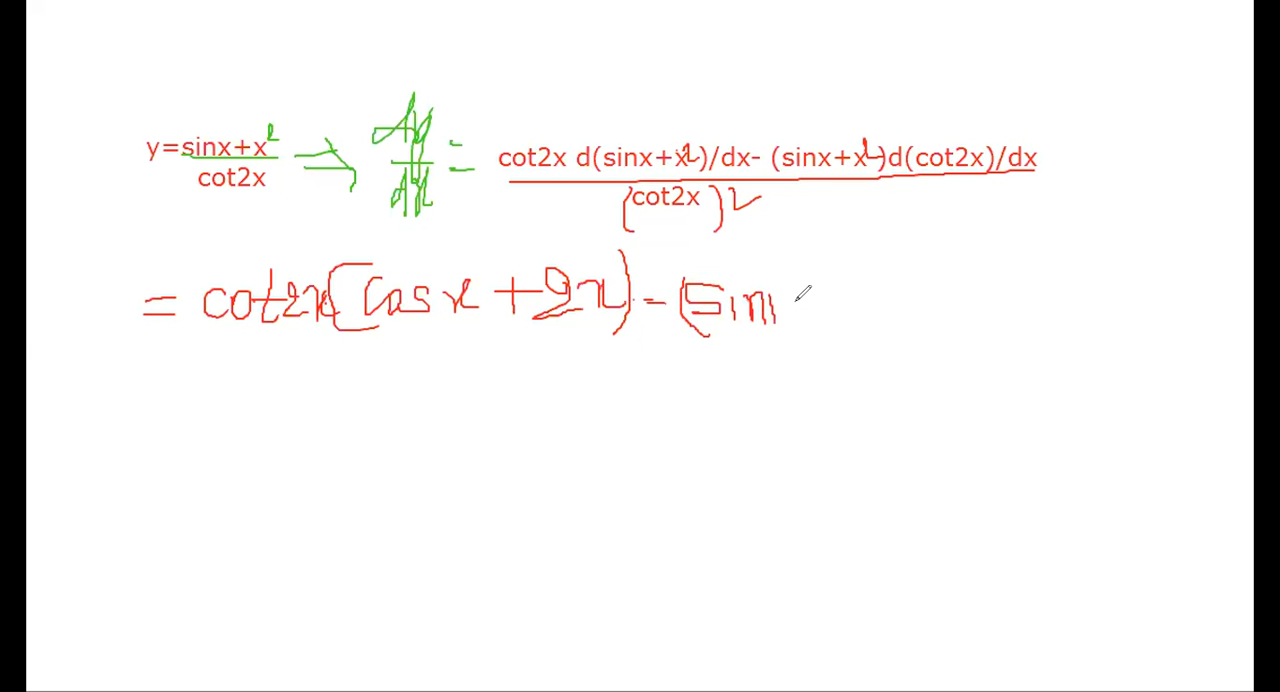 y=sinx+x² ⇒ dy = cot2x d(sinx+x²)/dx- (sinx+x²)d(cot2x)/dx
cot2x dx (cot2x)²
= cot2x(cosx+2x) - (sin